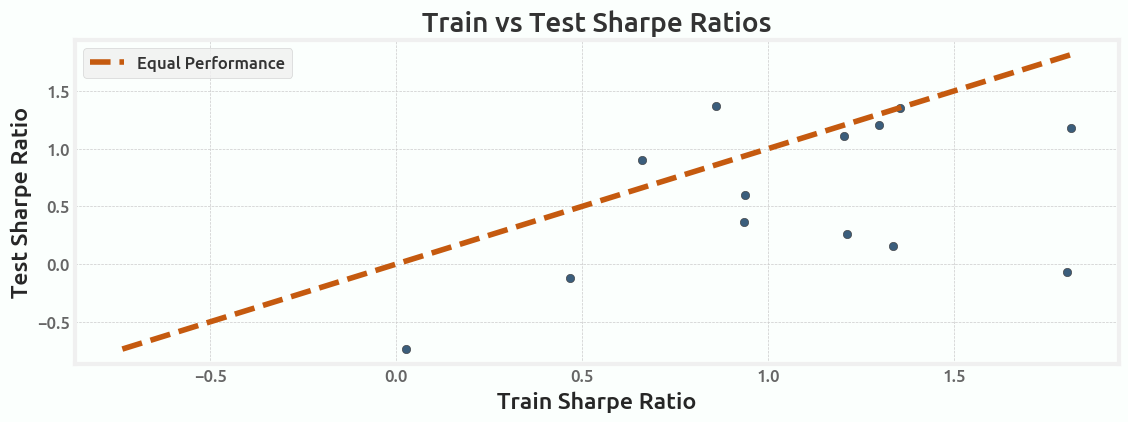 Train vs Test Sharpe Ratios
Equal Performance
Test Sharpe Ratio
1.5
1.0
0.5
0.0
−0.5
−0.5
0.0
0.5
1.0
1.5
Train Sharpe Ratio